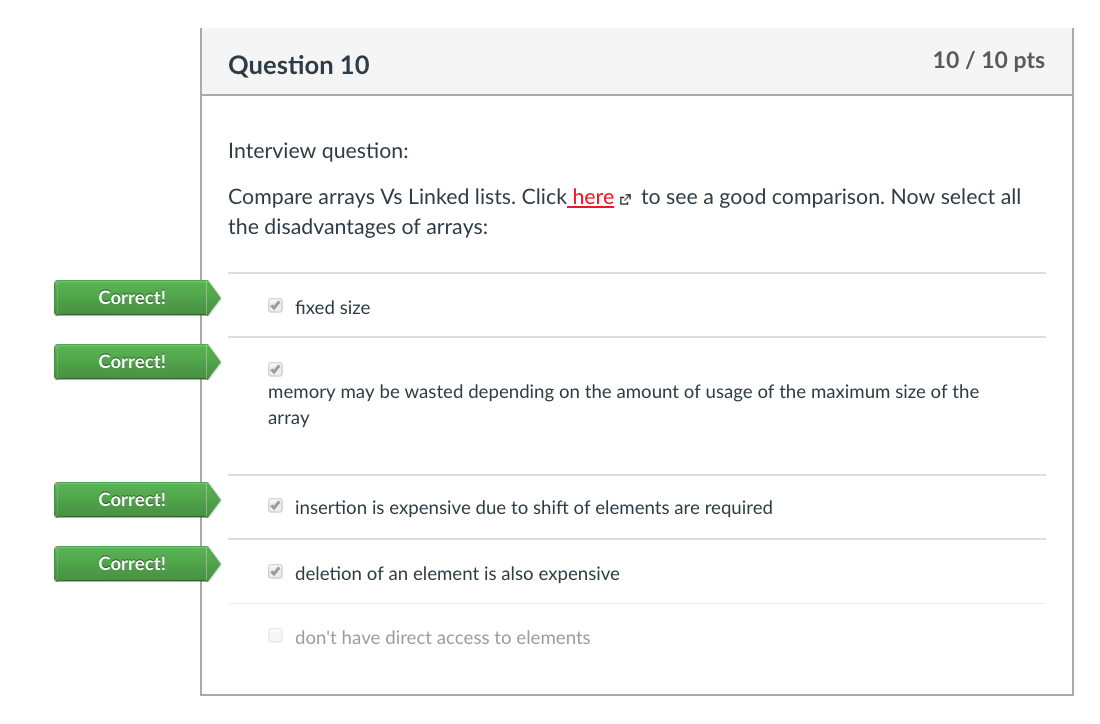 Question 10
10 / 10 pts
Interview question:
Compare arrays Vs Linked lists. Click here to see a good comparison. Now select all
the disadvantages of arrays:
Correct!
fixed size
Correct!
memory may be wasted depending on the amount of usage of the maximum size of the
array
Correct!
insertion is expensive due to shift of elements are required
Correct!
deletion of an element is also expensive
don't have direct access to elements